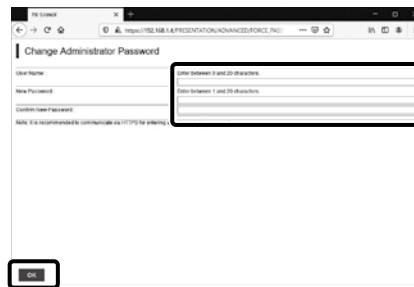 https://192.168.1.4/PRESENTATION/ADVANCED/FORCE_PAS
Change Administrator Password
User Name:
Enter between 0 and 20 characters.
New Password:
Enter between 1 and 20 characters.
Confirm New Password:
Note: It is recommended to communicate via HTTPS for entering
OK